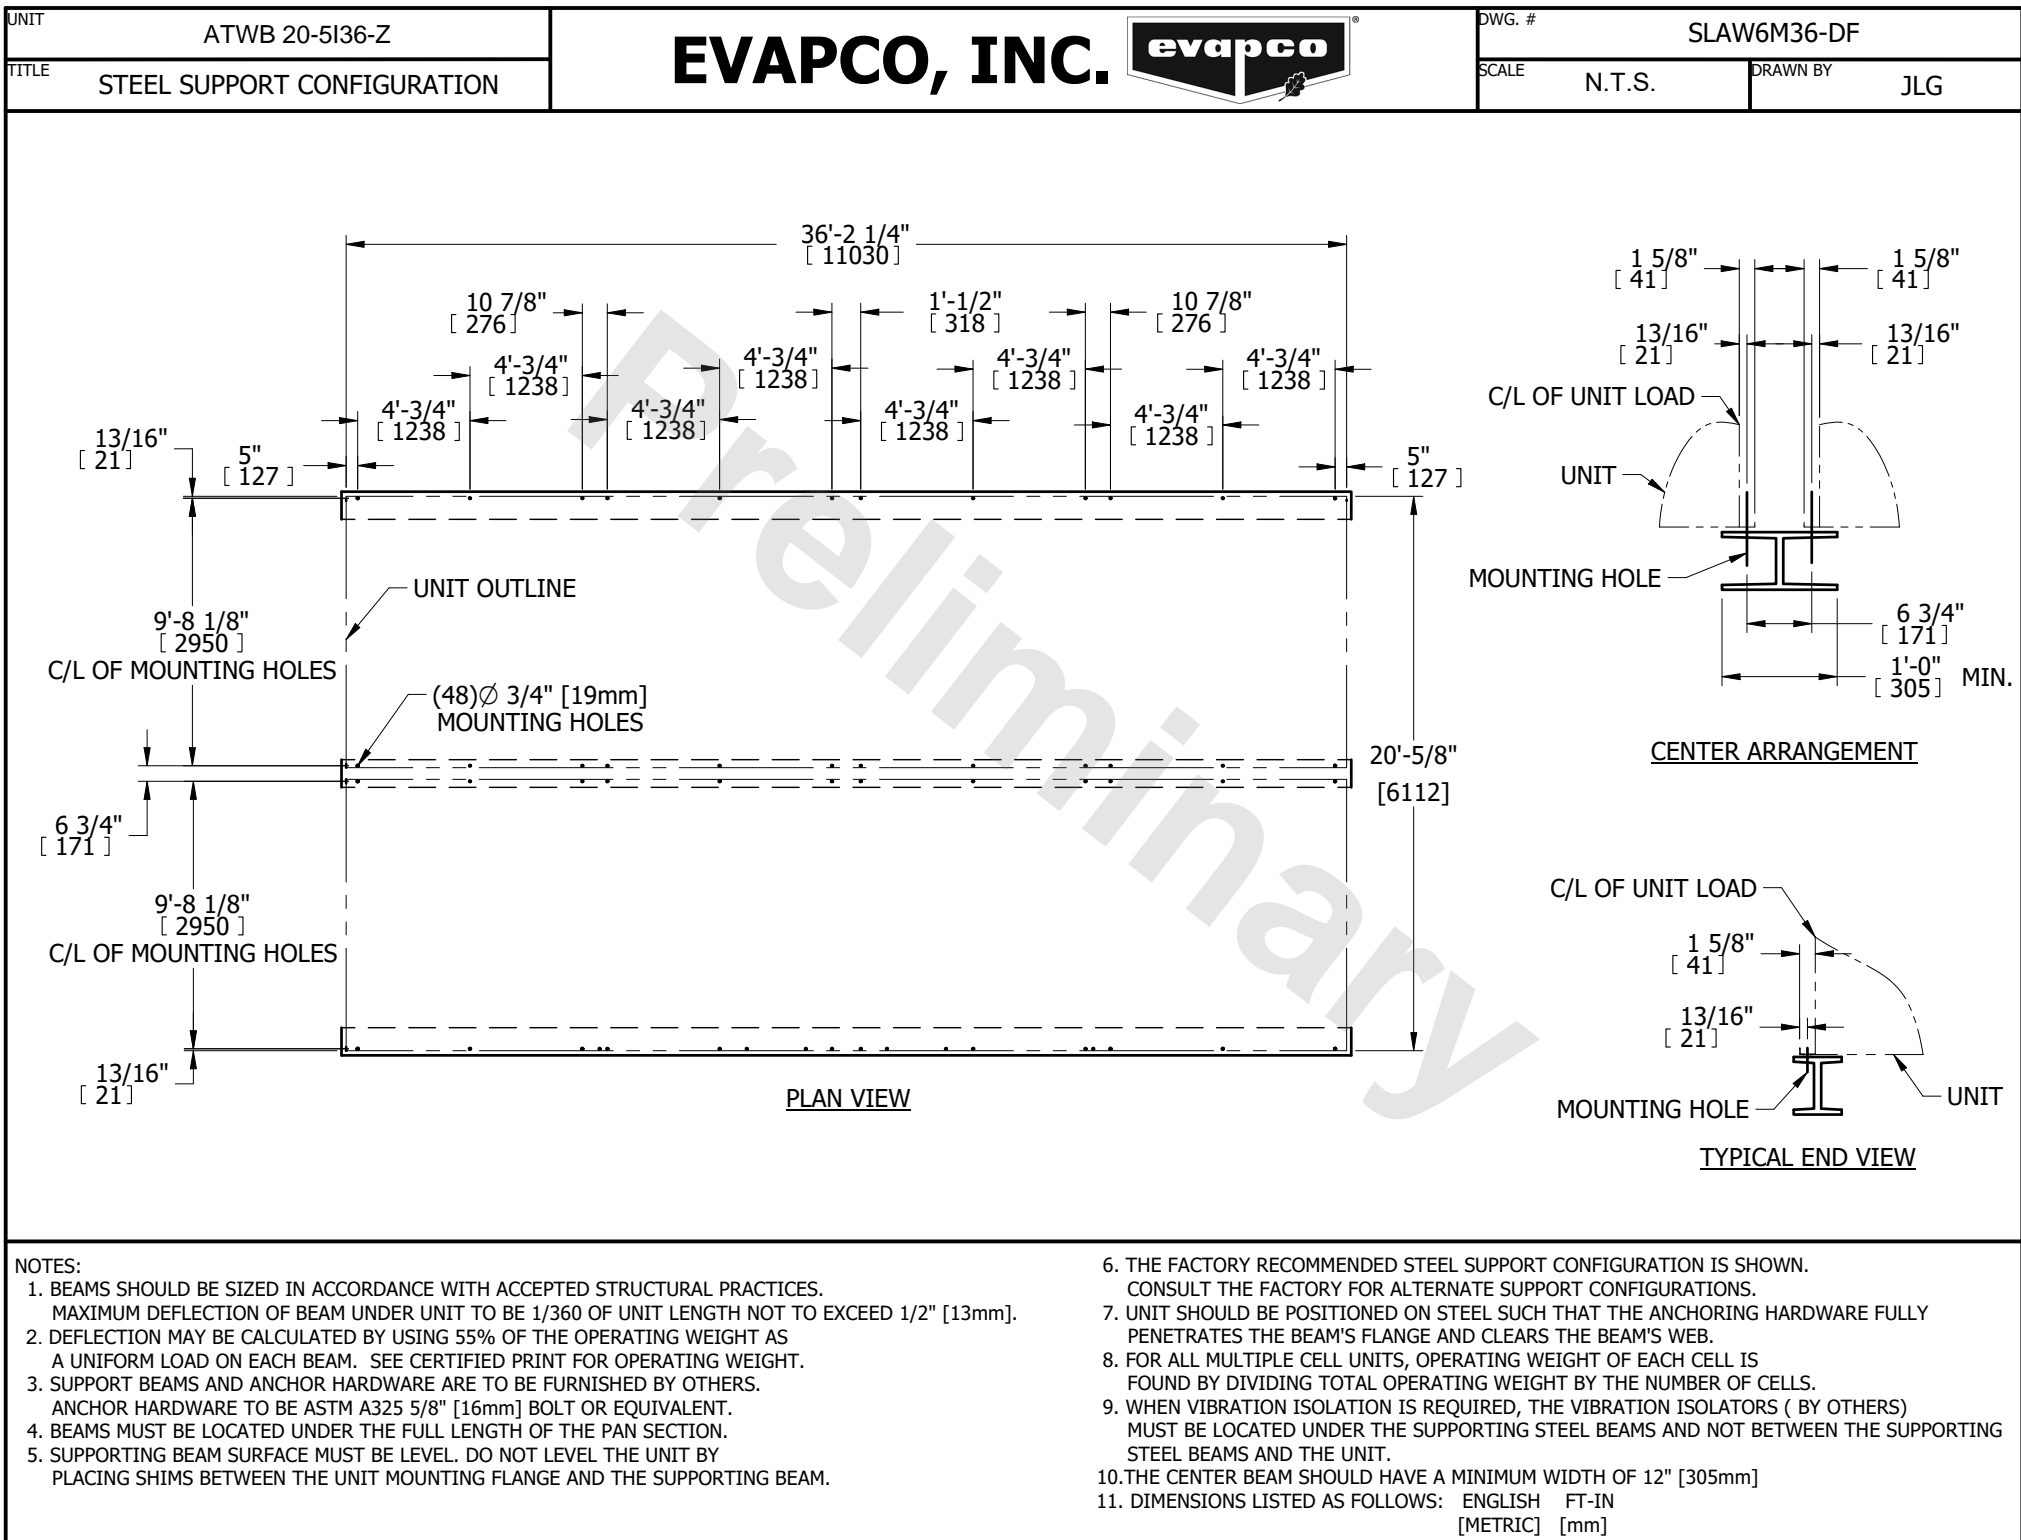 UNIT
ATWB 20-5I36-Z
TITLE
STEEL SUPPORT CONFIGURATION
EVAPCO, INC.
evapco
®
DWG. #
SLAW6M36-DF
SCALE
N.T.S.
DRAWN BY
JLG
36'-2 1/4"
[ 11030]
10 7/8"
[ 276]
1'-1/2"
[ 318 ]
10 7/8"
[ 276 ]
4'-3/4"
[ 1238]
4'-3/4"
[ 1238]
4'-3/4"
[ 1238]
4'-3/4"
[ 1238]
4'-3/4"
[ 1238 ]
4'-3/4"
[ 1238]
4'-3/4"
[ 1238]
4'-3/4"
[ 1238]
13/16"
[ 21]
5"
[ 127 ]
5"
[ 127 ]
UNIT OUTLINE
9'-8 1/8"
[ 2950 ]
C/L OF MOUNTING HOLES
(48)Ø 3/4" [19mm]
MOUNTING HOLES
6 3/4"
[ 171 ]
20'-5/8"
[6112]
9'-8 1/8"
[ 2950 ]
C/L OF MOUNTING HOLES
13/16"
[ 21]
PLAN VIEW
Preliminary
1 5/8"
[ 41]
1 5/8"
[ 41]
13/16"
[ 21]
13/16"
[ 21]
C/L OF UNIT LOAD
UNIT
MOUNTING HOLE
6 3/4"
[ 171]
1'-0"
[ 305] MIN.
CENTER ARRANGEMENT
C/L OF UNIT LOAD
1 5/8"
[ 41]
13/16"
[ 21]
MOUNTING HOLE
UNIT
TYPICAL END VIEW
NOTES:
1. BEAMS SHOULD BE SIZED IN ACCORDANCE WITH ACCEPTED STRUCTURAL PRACTICES.
MAXIMUM DEFLECTION OF BEAM UNDER UNIT TO BE 1/360 OF UNIT LENGTH NOT TO EXCEED 1/2" [13mm].
2. DEFLECTION MAY BE CALCULATED BY USING 55% OF THE OPERATING WEIGHT AS
A UNIFORM LOAD ON EACH BEAM. SEE CERTIFIED PRINT FOR OPERATING WEIGHT.
3. SUPPORT BEAMS AND ANCHOR HARDWARE ARE TO BE FURNISHED BY OTHERS.
ANCHOR HARDWARE TO BE ASTM A325 5/8" [16mm] BOLT OR EQUIVALENT.
4. BEAMS MUST BE LOCATED UNDER THE FULL LENGTH OF THE PAN SECTION.
5. SUPPORTING BEAM SURFACE MUST BE LEVEL. DO NOT LEVEL THE UNIT BY
PLACING SHIMS BETWEEN THE UNIT MOUNTING FLANGE AND THE SUPPORTING BEAM.
6. THE FACTORY RECOMMENDED STEEL SUPPORT CONFIGURATION IS SHOWN.
CONSULT THE FACTORY FOR ALTERNATE SUPPORT CONFIGURATIONS.
7. UNIT SHOULD BE POSITIONED ON STEEL SUCH THAT THE ANCHORING HARDWARE FULLY
PENETRATES THE BEAM'S FLANGE AND CLEARS THE BEAM'S WEB.
8. FOR ALL MULTIPLE CELL UNITS, OPERATING WEIGHT OF EACH CELL IS
FOUND BY DIVIDING TOTAL OPERATING WEIGHT BY THE NUMBER OF CELLS.
9. WHEN VIBRATION ISOLATION IS REQUIRED, THE VIBRATION ISOLATORS ( BY OTHERS)
MUST BE LOCATED UNDER THE SUPPORTING STEEL BEAMS AND NOT BETWEEN THE SUPPORTING
STEEL BEAMS AND THE UNIT.
10.THE CENTER BEAM SHOULD HAVE A MINIMUM WIDTH OF 12" [305mm]
11. DIMENSIONS LISTED AS FOLLOWS: ENGLISH FT-IN
[METRIC] [mm]